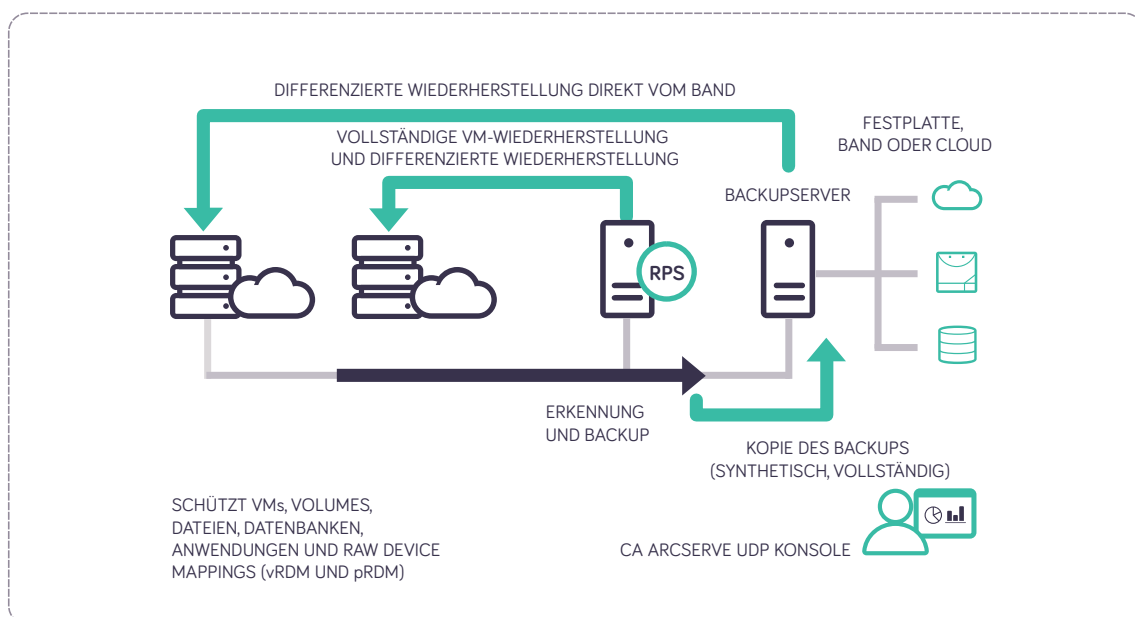 DIFFERENZIERTE WIEDERHERSTELLUNG DIREKT VOM BAND
VOLLSTÄNDIGE VM-WIEDERHERSTELLUNG
UND DIFFERENZIERTE WIEDERHERSTELLUNG
FESTPLATTE,
BAND ODER CLOUD
BACKUPSERVER
RPS
ERKENNUNG
UND BACKUP
KOPIE DES BACKUPS
(SYNTHETISCH, VOLLSTÄNDIG)
SCHÜTZT VMs, VOLUMES,
DATEIEN, DATENBANKEN,
ANWENDUNGEN UND RAW DEVICE
MAPPINGS (vRDM UND pRDM)
CA ARCSERVE UDP KONSOLE